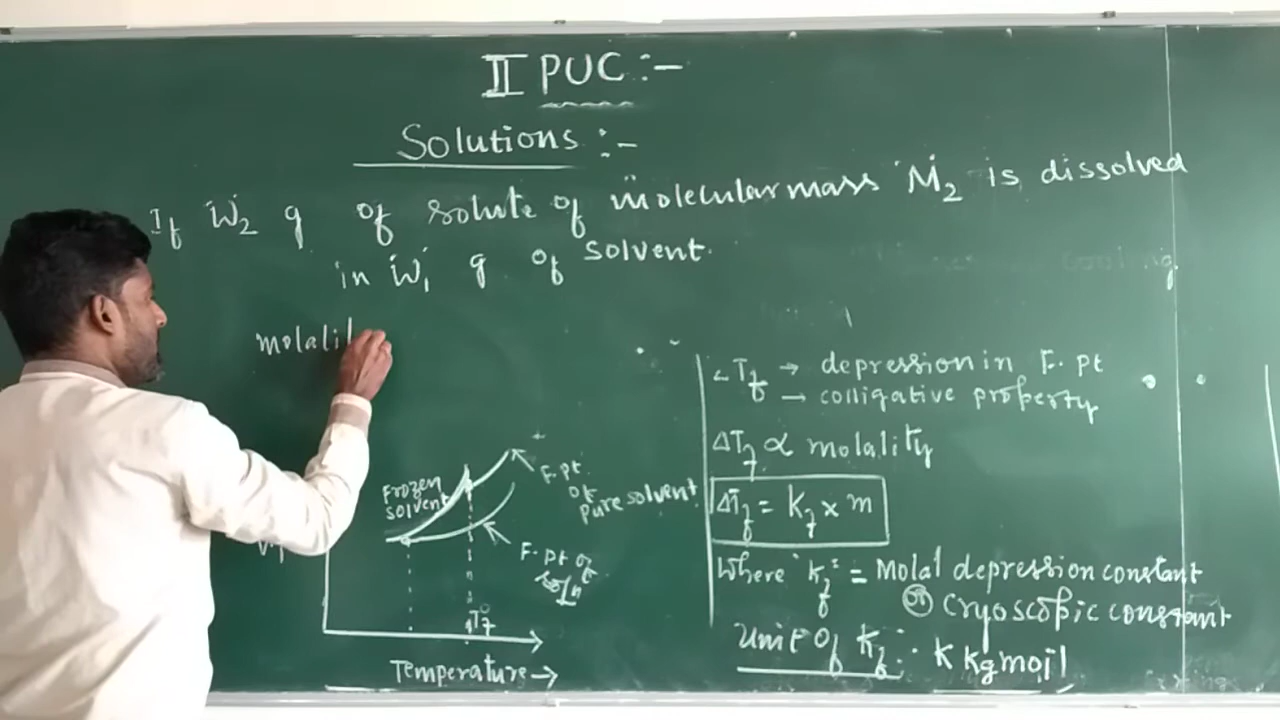 II PUC :-
Solutions :-
If W₂ g of solute of molecular mass M₂ is dissolved
in W₁ g of solvent.
molalit
Frozen
solvent
F. pt.
of
Pure solvent
F. pt of
soln
T°f
Temperature →
∠Tf → depression in F. pt
→ colligative property
ΔTf ∝ molality
ΔTf = Kf × m
Where Kf = Molal depression constant
or Cryoscopic constant
Unit of Kf : K kg mol⁻¹